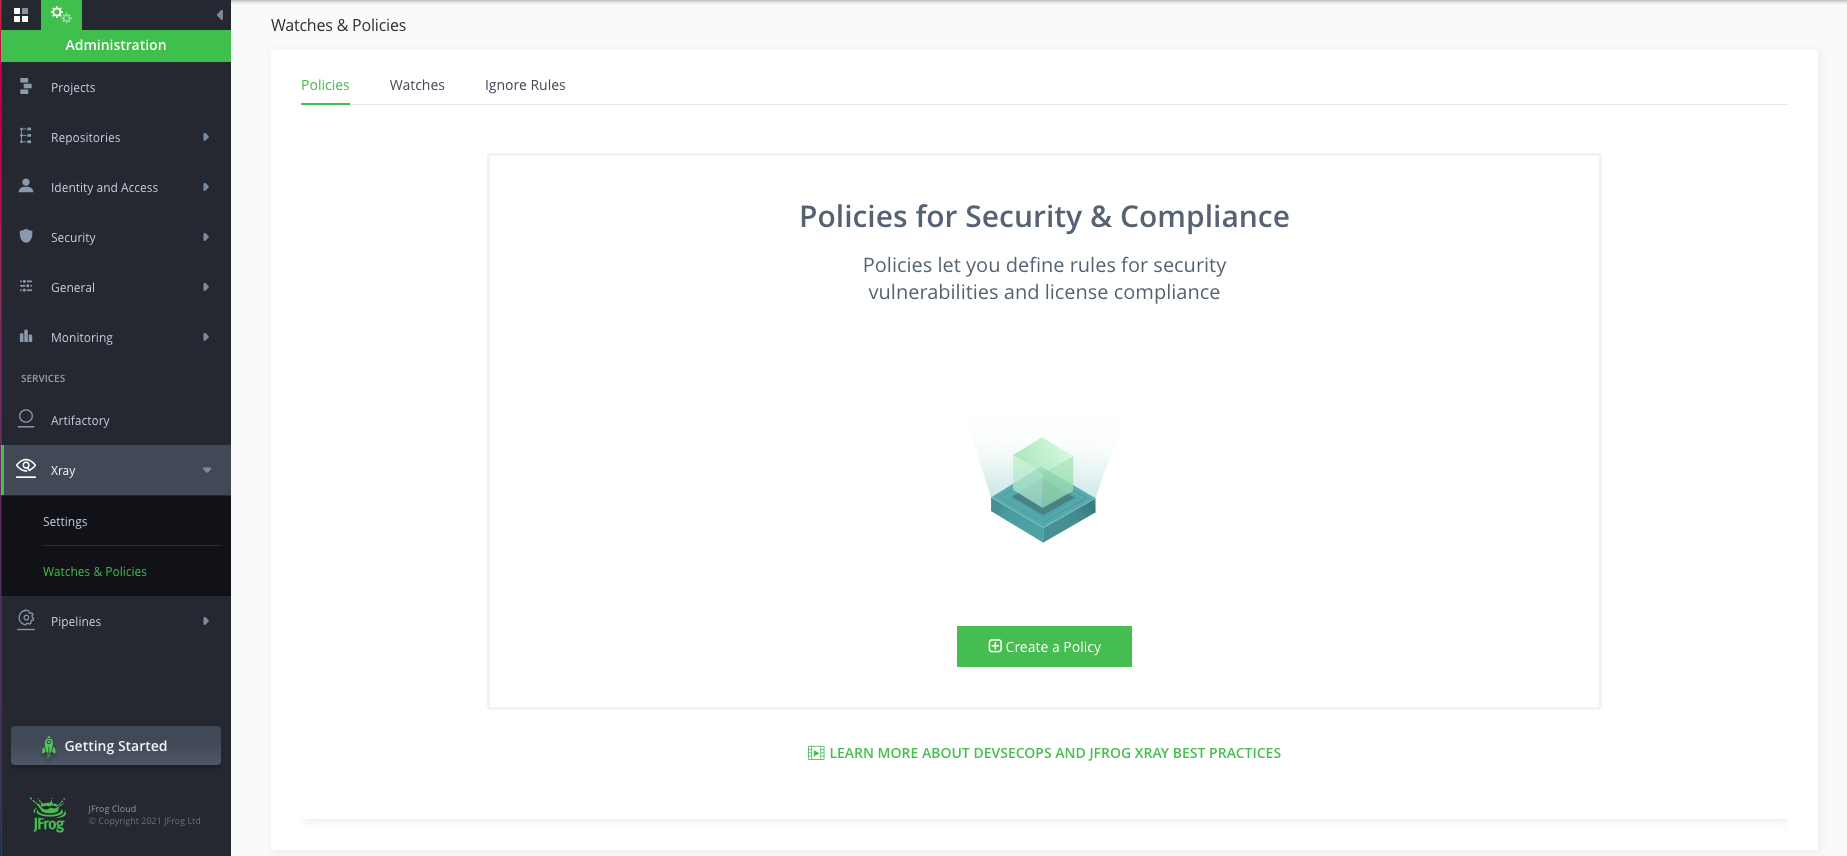 Administration
Projects
Repositories
Identity and Access
Security
General
Monitoring
SERVICES
Artifactory
Xray
Settings
Watches & Policies
Pipelines
Getting Started
JFrog
JFrog Cloud
© Copyright 2021 JFrog Ltd
Watches & Policies
Policies
Watches
Ignore Rules
Policies for Security & Compliance
Policies let you define rules for security
vulnerabilities and license compliance
Create a Policy
LEARN MORE ABOUT DEVSECOPS AND JFROG XRAY BEST PRACTICES